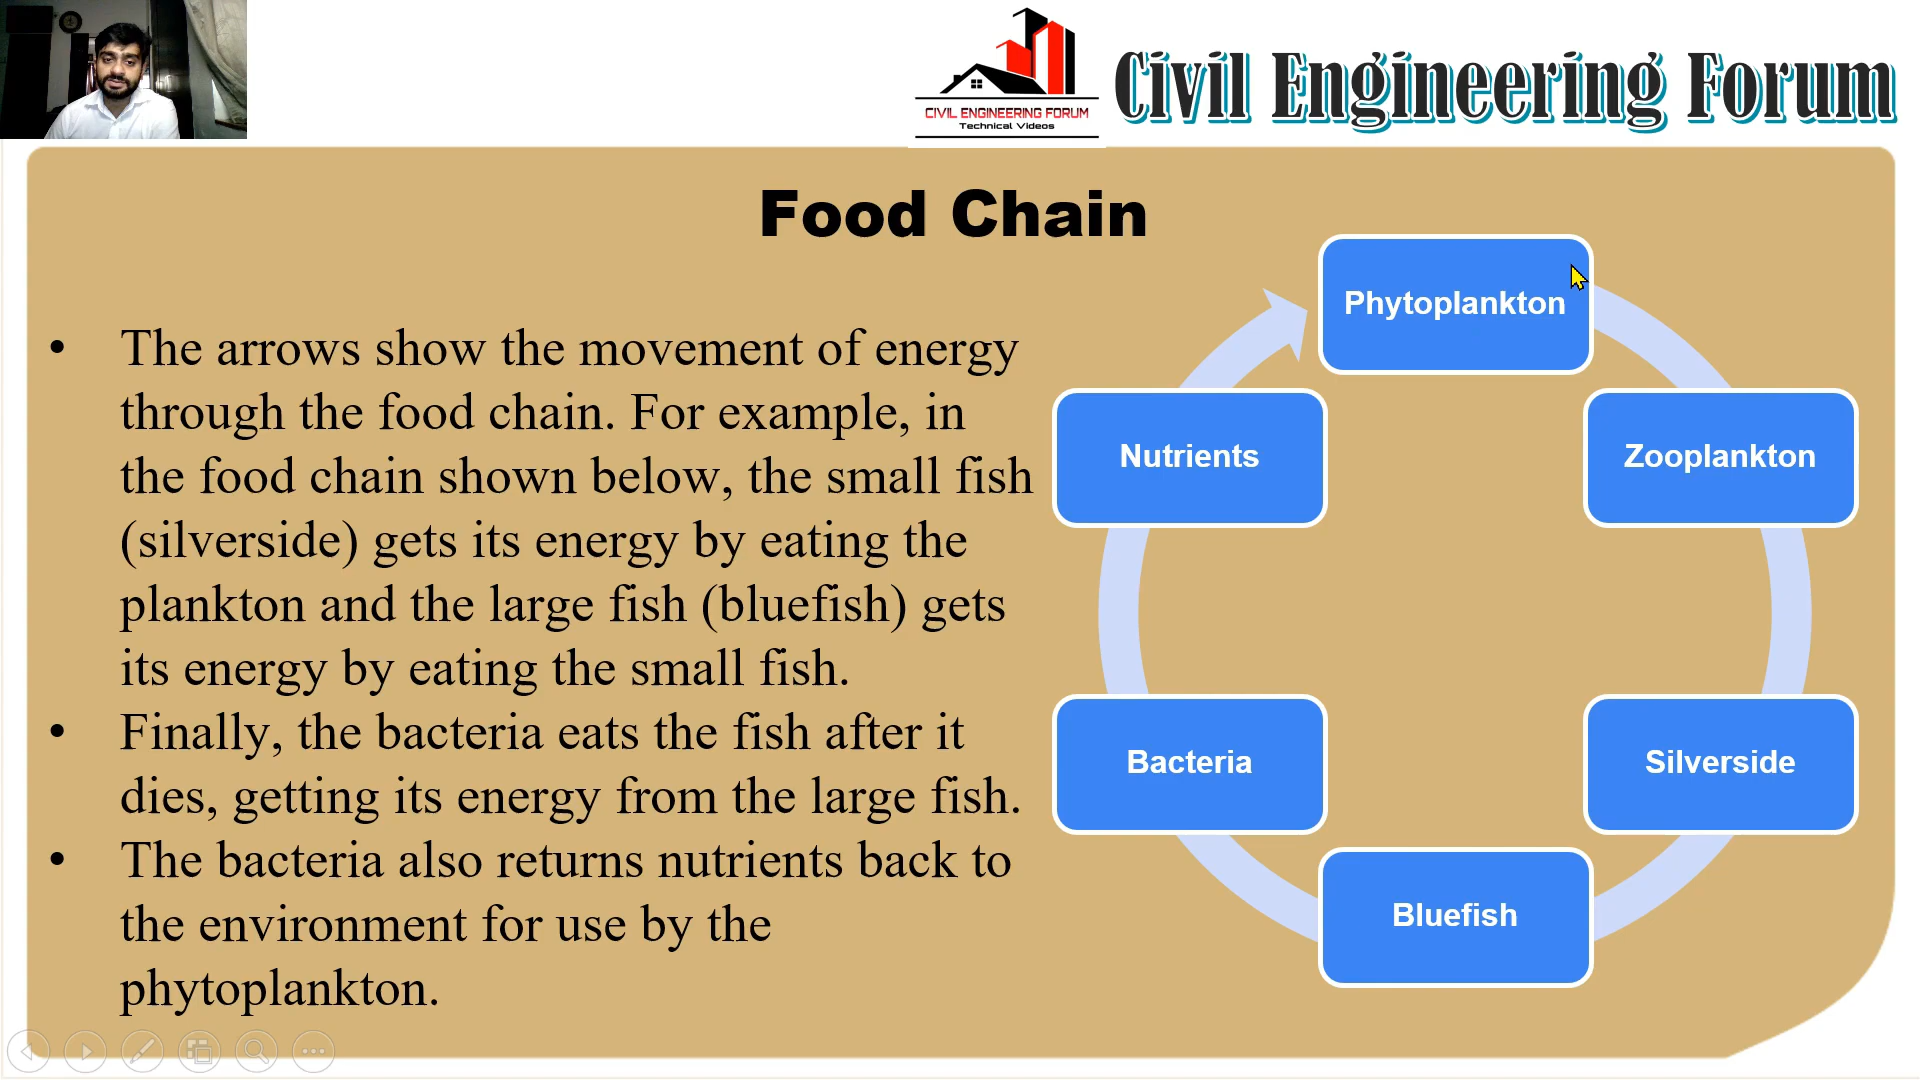 CIVIL ENGINEERING FORUM
Technical Videos
Civil Engineering Forum
Food Chain
• The arrows show the movement of energy
through the food chain. For example, in
the food chain shown below, the small fish
(silverside) gets its energy by eating the
plankton and the large fish (bluefish) gets
its energy by eating the small fish.
• Finally, the bacteria eats the fish after it
dies, getting its energy from the large fish.
• The bacteria also returns nutrients back to
the environment for use by the
phytoplankton.
Phytoplankton
Zooplankton
Silverside
Bluefish
Bacteria
Nutrients